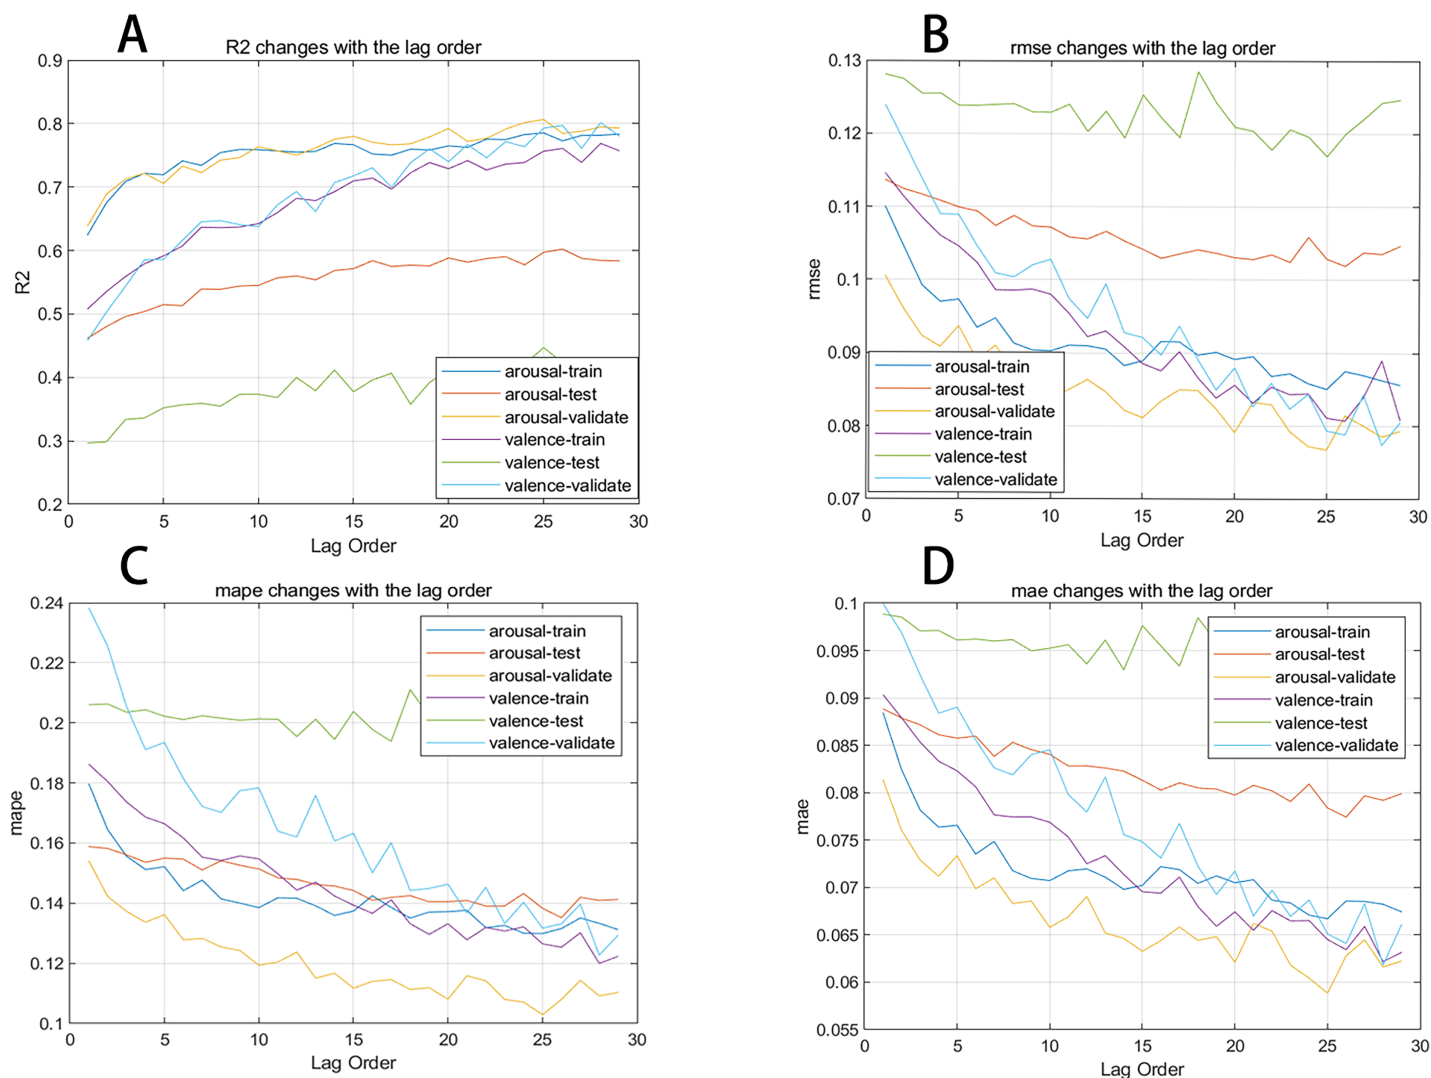 A
R2 changes with the lag order
0.9
0.8
0.7
0.6
0.5
0.4
0.3
0.2
R2
0
5
10
15
20
25
30
Lag Order
arousal-train
arousal-test
arousal-validate
valence-train
valence-test
valence-validate
B
rmse changes with the lag order
0.13
0.12
0.11
0.1
0.09
0.08
0.07
rmse
0
5
10
15
20
25
30
Lag Order
arousal-train
arousal-test
arousal-validate
valence-train
valence-test
valence-validate
C
mape changes with the lag order
0.24
0.22
0.2
0.18
0.16
0.14
0.12
0.1
mape
0
5
10
15
20
25
30
Lag Order
arousal-train
arousal-test
arousal-validate
valence-train
valence-test
valence-validate
D
mae changes with the lag order
0.1
0.095
0.09
0.085
0.08
0.075
0.07
0.065
0.06
0.055
mae
0
5
10
15
20
25
30
Lag Order
arousal-train
arousal-test
arousal-validate
valence-train
valence-test
valence-validate